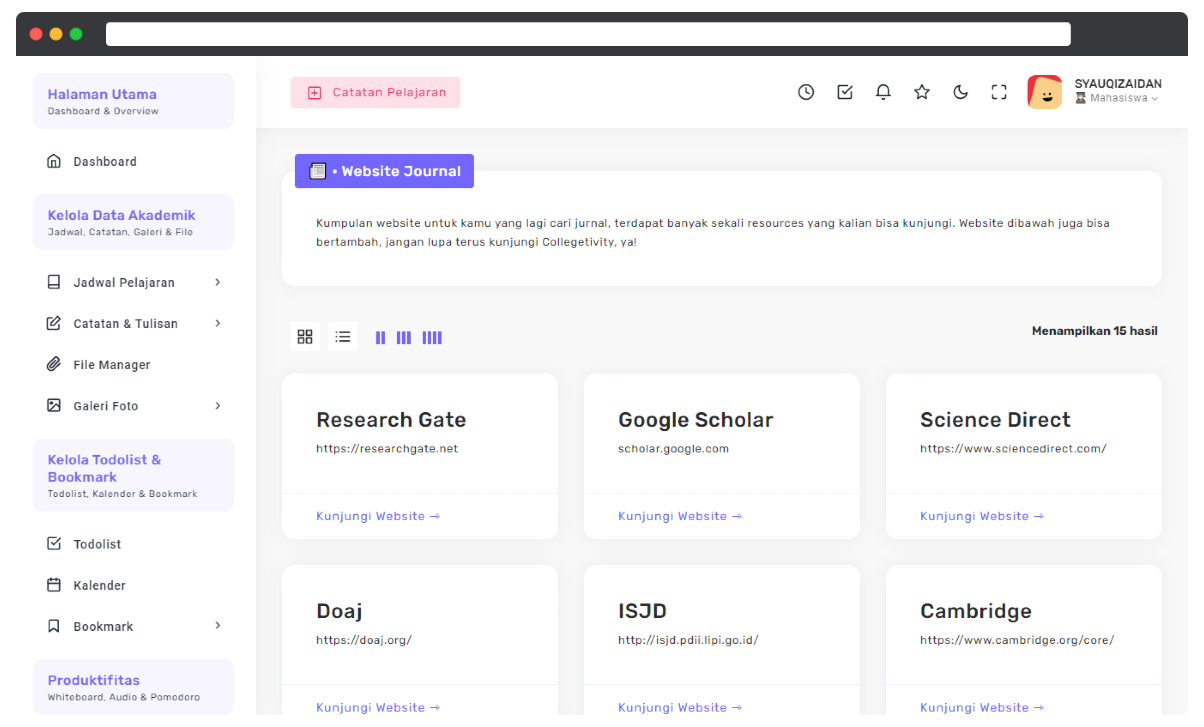 Halaman Utama
Dashboard & Overview
Dashboard
Kelola Data Akademik
Jadwal, Catatan, Galeri & File
Jadwal Pelajaran
Catatan & Tulisan
File Manager
Galeri Foto
Kelola Todolist &
Bookmark
Todolist, Kalender & Bookmark
Todolist
Kalender
Bookmark
Produktifitas
Whiteboard, Audio & Pomodoro
Catatan Pelajaran
SYAUQIZAIDAN
Mahasiswa
• Website Journal
Kumpulan website untuk kamu yang lagi cari jurnal, terdapat banyak sekali resources yang kalian bisa kunjungi. Website dibawah juga bisa
bertambah, jangan lupa terus kunjungi Collegetivity, ya!
Menampilkan 15 hasil
Research Gate
https://researchgate.net
Kunjungi Website →
Google Scholar
scholar.google.com
Kunjungi Website →
Science Direct
https://www.sciencedirect.com/
Kunjungi Website →
Doaj
https://doaj.org/
Kunjungi Website →
ISJD
http://isjd.pdii.lipi.go.id/
Kunjungi Website →
Cambridge
https://www.cambridge.org/core/
Kunjungi Website →